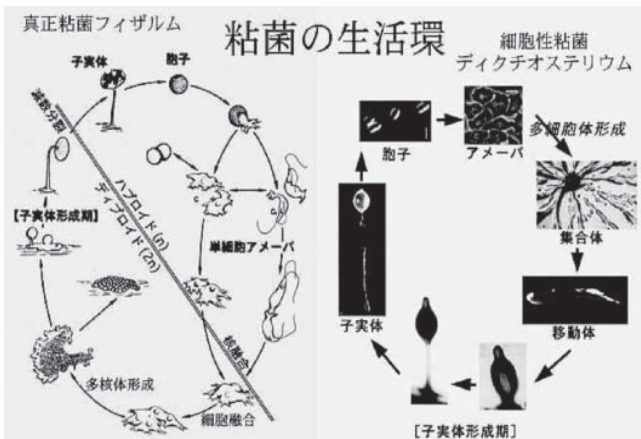 粘菌の生活環
真正粘菌フィザルム
子実体
胞子
減数分裂
ハプロイド(n)
ディプロイド(2n)
【子実体形成期】
単細胞アメーバ
核融合
多核体形成
細胞融合
細胞性粘菌
ディクチオステリウム
胞子
アメーバ
多細胞体形成
集合体
移動体
子実体
[子実体形成期]